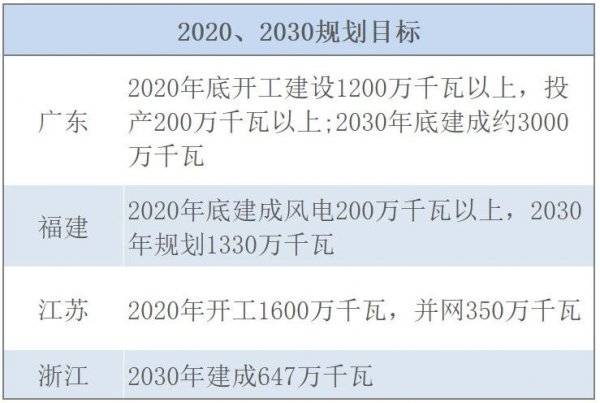 2020、2030规划目标
广东
2020年底开工建设1200万千瓦以上，投
产200万千瓦以上;2030年底建成约3000
万千瓦
福建
2020年底建成风电200万千瓦以上，2030
年规划1330万千瓦
江苏
2020年开工1600万千瓦，并网350万千瓦
浙江
2030年建成647万千瓦